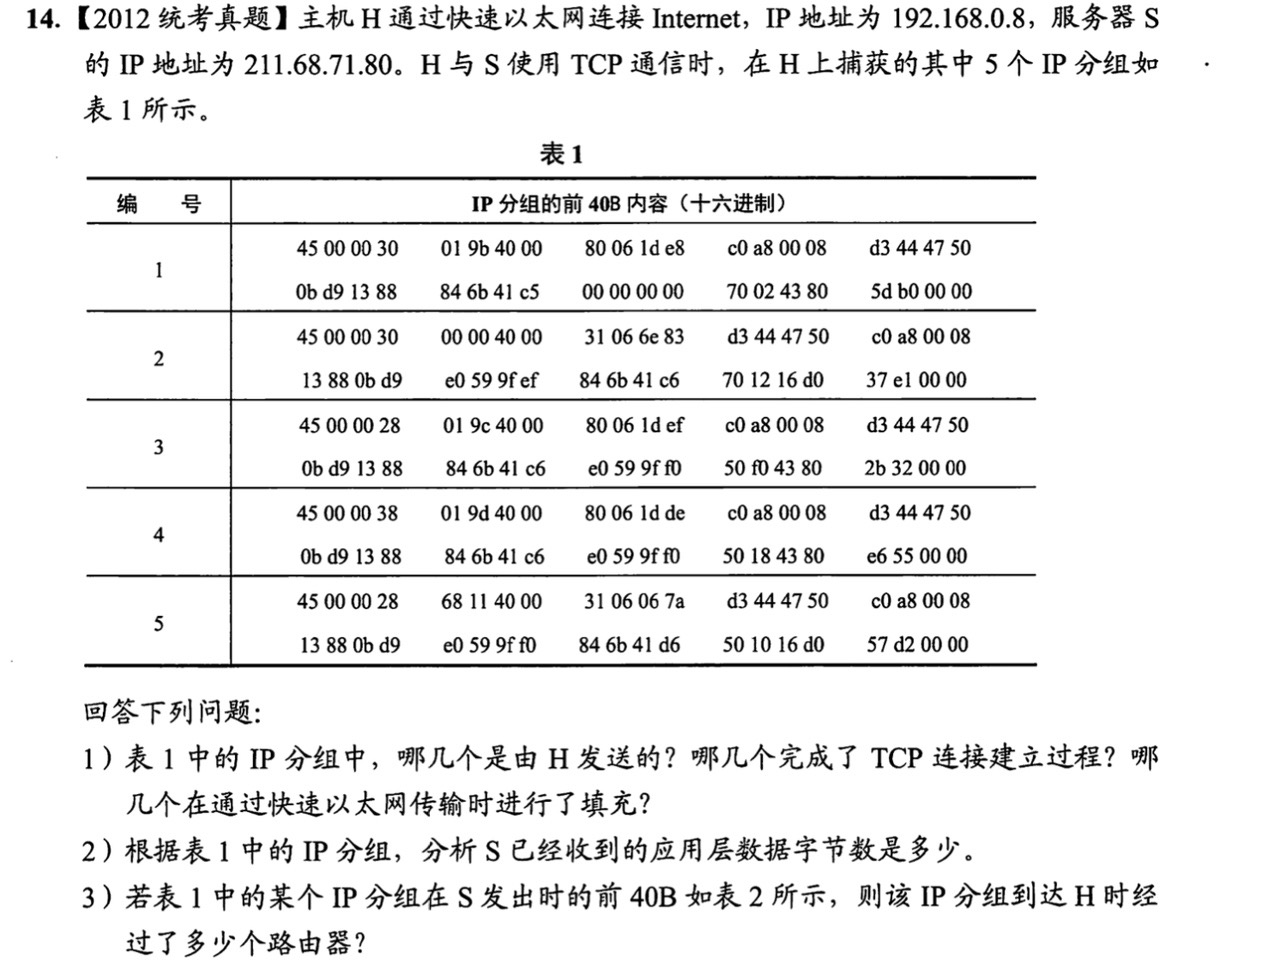 14.【2012 统考真题】主机 H 通过快速以太网连接 Internet，IP 地址为 192.168.0.8，服务器 S
的 IP 地址为 211.68.71.80。H 与 S 使用 TCP 通信时，在 H 上捕获的其中 5 个 IP 分组如
表 1 所示。
表 1
编 号 IP 分组的前 40B 内容（十六进制）
1 45 00 00 30 01 9b 40 00 80 06 1d e8 c0 a8 00 08 d3 44 47 50
0b d9 13 88 84 6b 41 c5 00 00 00 00 70 02 43 80 5d b0 00 00
2 45 00 00 30 00 00 40 00 31 06 6e 83 d3 44 47 50 c0 a8 00 08
13 88 0b d9 e0 59 9f ef 84 6b 41 c6 70 12 16 d0 37 e1 00 00
3 45 00 00 28 01 9c 40 00 80 06 1d ef c0 a8 00 08 d3 44 47 50
0b d9 13 88 84 6b 41 c6 e0 59 9f f0 50 f0 43 80 2b 32 00 00
4 45 00 00 38 01 9d 40 00 80 06 1d de c0 a8 00 08 d3 44 47 50
0b d9 13 88 84 6b 41 c6 e0 59 9f f0 50 18 43 80 e6 55 00 00
5 45 00 00 28 68 11 40 00 31 06 06 7a d3 44 47 50 c0 a8 00 08
13 88 0b d9 e0 59 9f f0 84 6b 41 d6 50 10 16 d0 57 d2 00 00
回答下列问题：
1）表 1 中的 IP 分组中，哪几个是由 H 发送的？哪几个完成了 TCP 连接建立过程？哪
几个在通过快速以太网传输时进行了填充？
2）根据表 1 中的 IP 分组，分析 S 已经收到的应用层数据字节数是多少。
3）若表 1 中的某个 IP 分组在 S 发出时的前 40B 如表 2 所示，则该 IP 分组到达 H 时经
过了多少个路由器？